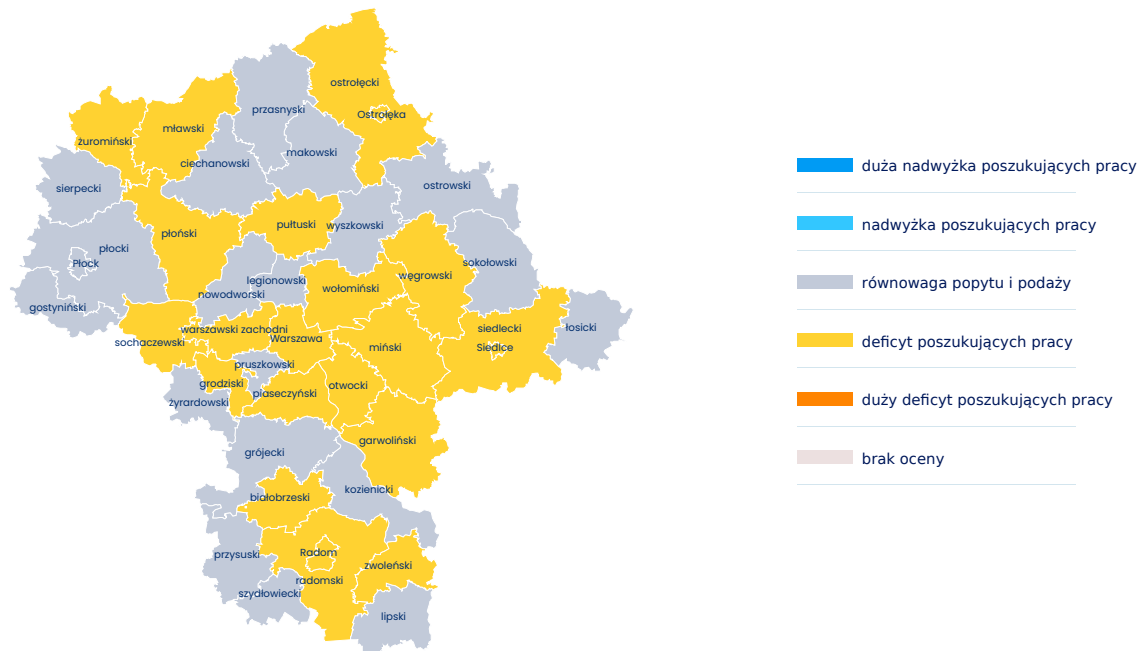 ostrołęcki
przasnyski
Ostrołęka
mławski
żuromiński
makowski
ciechanowski
sierpecki
ostrowski
pułtuski
wyszkowski
płoński
płocki
Płock
sokołowski
węgrowski
legionowski
wołomiński
nowodworski
gostyniński
warszawski zachodni
siedlecki
łosicki
Warszawa
sochaczewski
miński
Siedlce
pruszkowski
grodziski
otwocki
piaseczyński
żyrardowski
garwoliński
grójecki
kozienicki
białobrzeski
Radom
przysuski
zwoleński
radomski
szydłowiecki
lipski
duża nadwyżka poszukujących pracy
nadwyżka poszukujących pracy
równowaga popytu i podaży
deficyt poszukujących pracy
duży deficyt poszukujących pracy
brak oceny